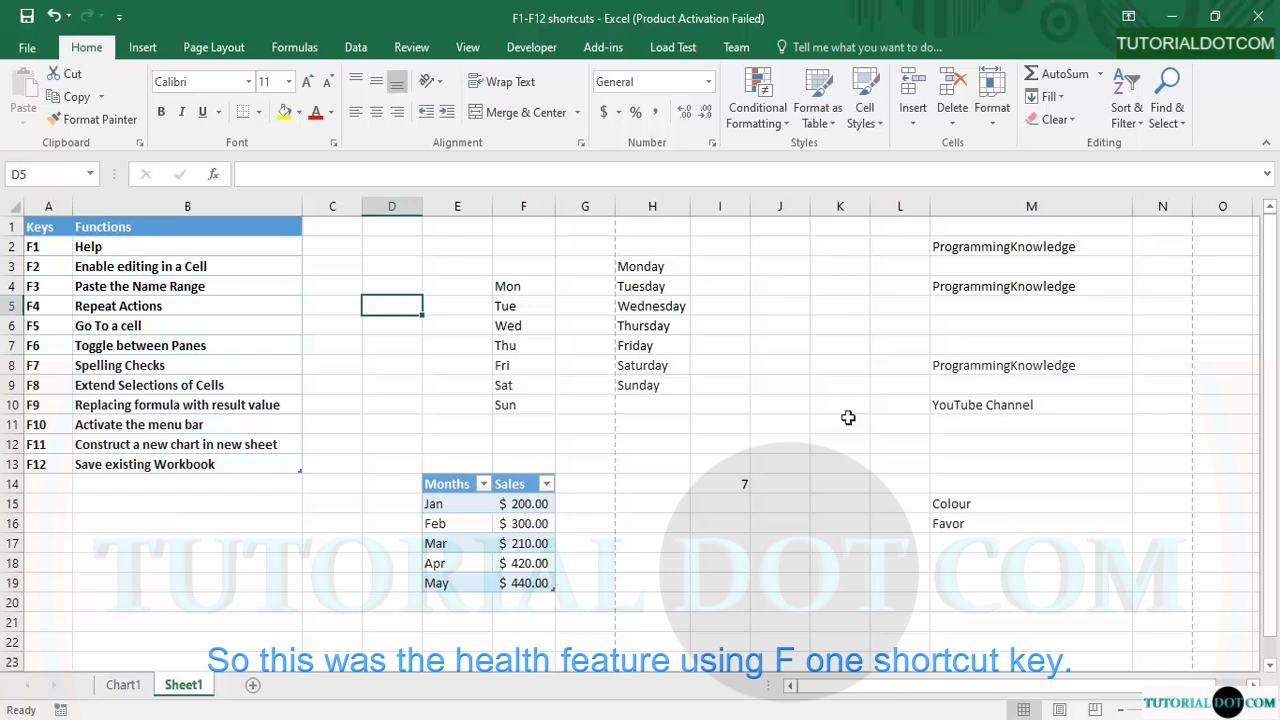 F1-F12 shortcuts - Excel (Product Activation Failed)
TUTORIALDOTCOM
File Home Insert Page Layout Formulas Data Review View Developer Add-ins Load Test Team Tell me what you want to do...
Paste
Cut
Copy
Format Painter
Calibri 11
B I U
Wrap Text
Merge & Center
General
$ % ,
Conditional Formatting
Format as Table
Cell Styles
Insert
Delete
Format
AutoSum
Fill
Clear
Sort & Filter
Find & Select
Clipboard Font Alignment Number Styles Cells Editing
D5 fx
A B C D E F G H I J K L M N O
1 Keys Functions
2 F1 Help ProgrammingKnowledge
3 F2 Enable editing in a Cell Monday
4 F3 Paste the Name Range Mon Tuesday ProgrammingKnowledge
5 F4 Repeat Actions Tue Wednesday
6 F5 Go To a cell Wed Thursday
7 F6 Toggle between Panes Thu Friday
8 F7 Spelling Checks Fri Saturday ProgrammingKnowledge
9 F8 Extend Selections of Cells Sat Sunday
10 F9 Replacing formula with result value Sun YouTube Channel
11 F10 Activate the menu bar
12 F11 Construct a new chart in new sheet
13 F12 Save existing Workbook
14 Months Sales 7
15 Jan $ 200.00 Colour
16 Feb $ 300.00 Favor
17 Mar $ 210.00
18 Apr $ 420.00
19 May $ 440.00
20
21
22
23
TUTORIAL DOT COM
So this was the health feature using F one shortcut key.
Chart1 Sheet1
Ready
TUTORIAL DOT COM